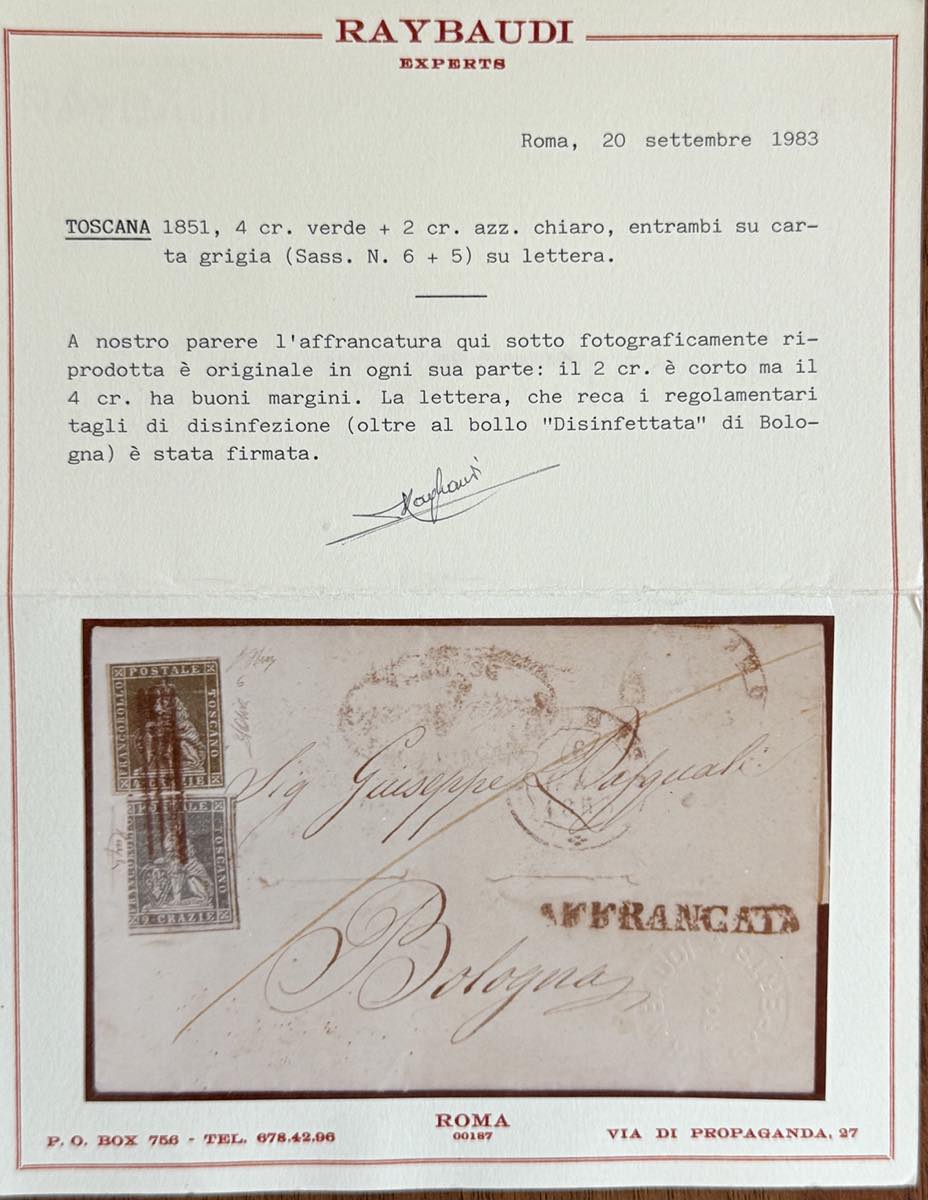 RAYBAUDI
EXPERTS
Roma, 20 settembre 1983
TOSCANA 1851, 4 cr. verde + 2 cr. azz. chiaro, entrambi su car-
ta grigia (Sass. N. 6 + 5) su lettera.
A nostro parere l'affrancatura qui sotto fotograficamente ri-
prodotta è originale in ogni sua parte: il 2 cr. è corto ma il
4 cr. ha buoni margini. La lettera, che reca i regolamentari
tagli di disinfezione (oltre al bollo "Disinfettata" di Bolo-
gna) è stata firmata.
FRANCOBOLLO POSTALE TOSCANO
4 CRAZIE
FRANCOBOLLO POSTALE TOSCANO
2 CRAZIE
Sig Giuseppe Pasquali
AFFRANCATA
Bologna
ROMA
00187
P. O. BOX 756 - TEL. 678.42.96
VIA DI PROPAGANDA, 27